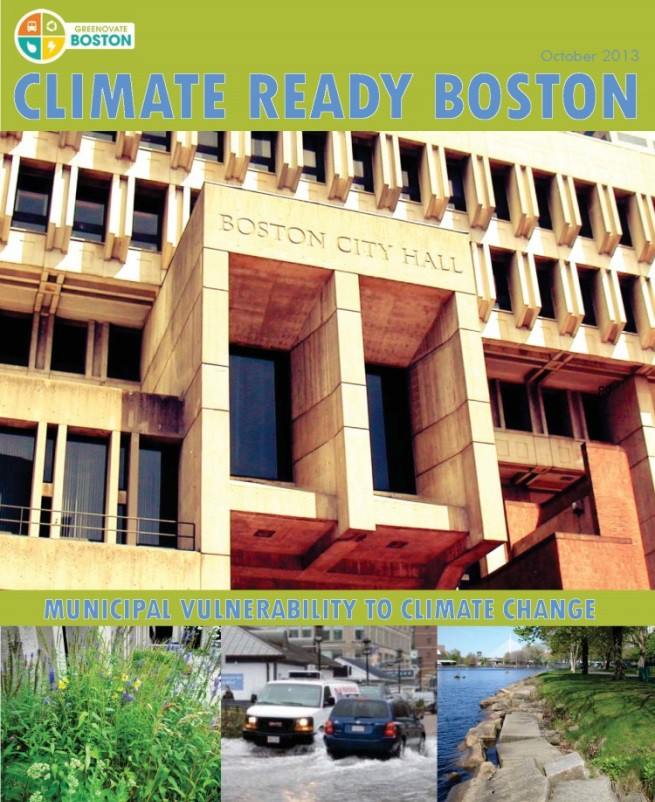 GREENOVATE
BOSTON
October 2013
CLIMATE READY BOSTON
BOSTON CITY HALL
MUNICIPAL VULNERABILITY TO CLIMATE CHANGE